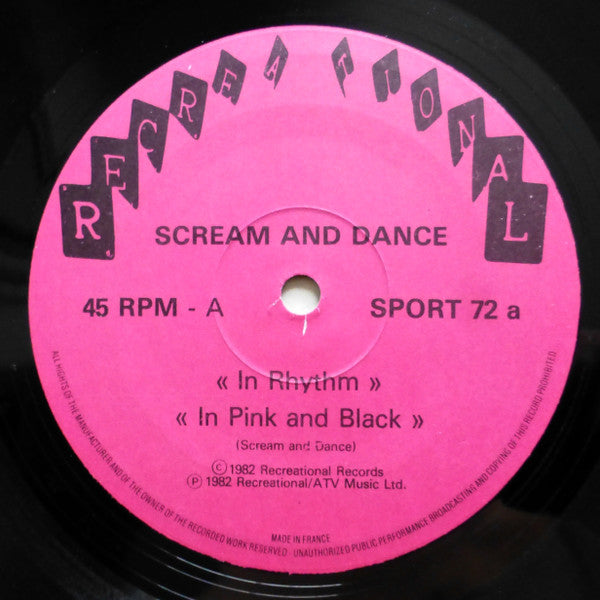 RECREATIONAL
SCREAM AND DANCE
45 RPM - A
SPORT 72 a
« In Rhythm »
« In Pink and Black »
(Scream and Dance)
© 1982 Recreational Records
℗ 1982 Recreational/ATV Music Ltd.
MADE IN FRANCE
ALL RIGHTS OF THE MANUFACTURER AND OF THE OWNER OF THE RECORDED WORK RESERVED - UNAUTHORIZED PUBLIC PERFORMANCE BROADCASTING AND COPYING OF THIS RECORD PROHIBITED